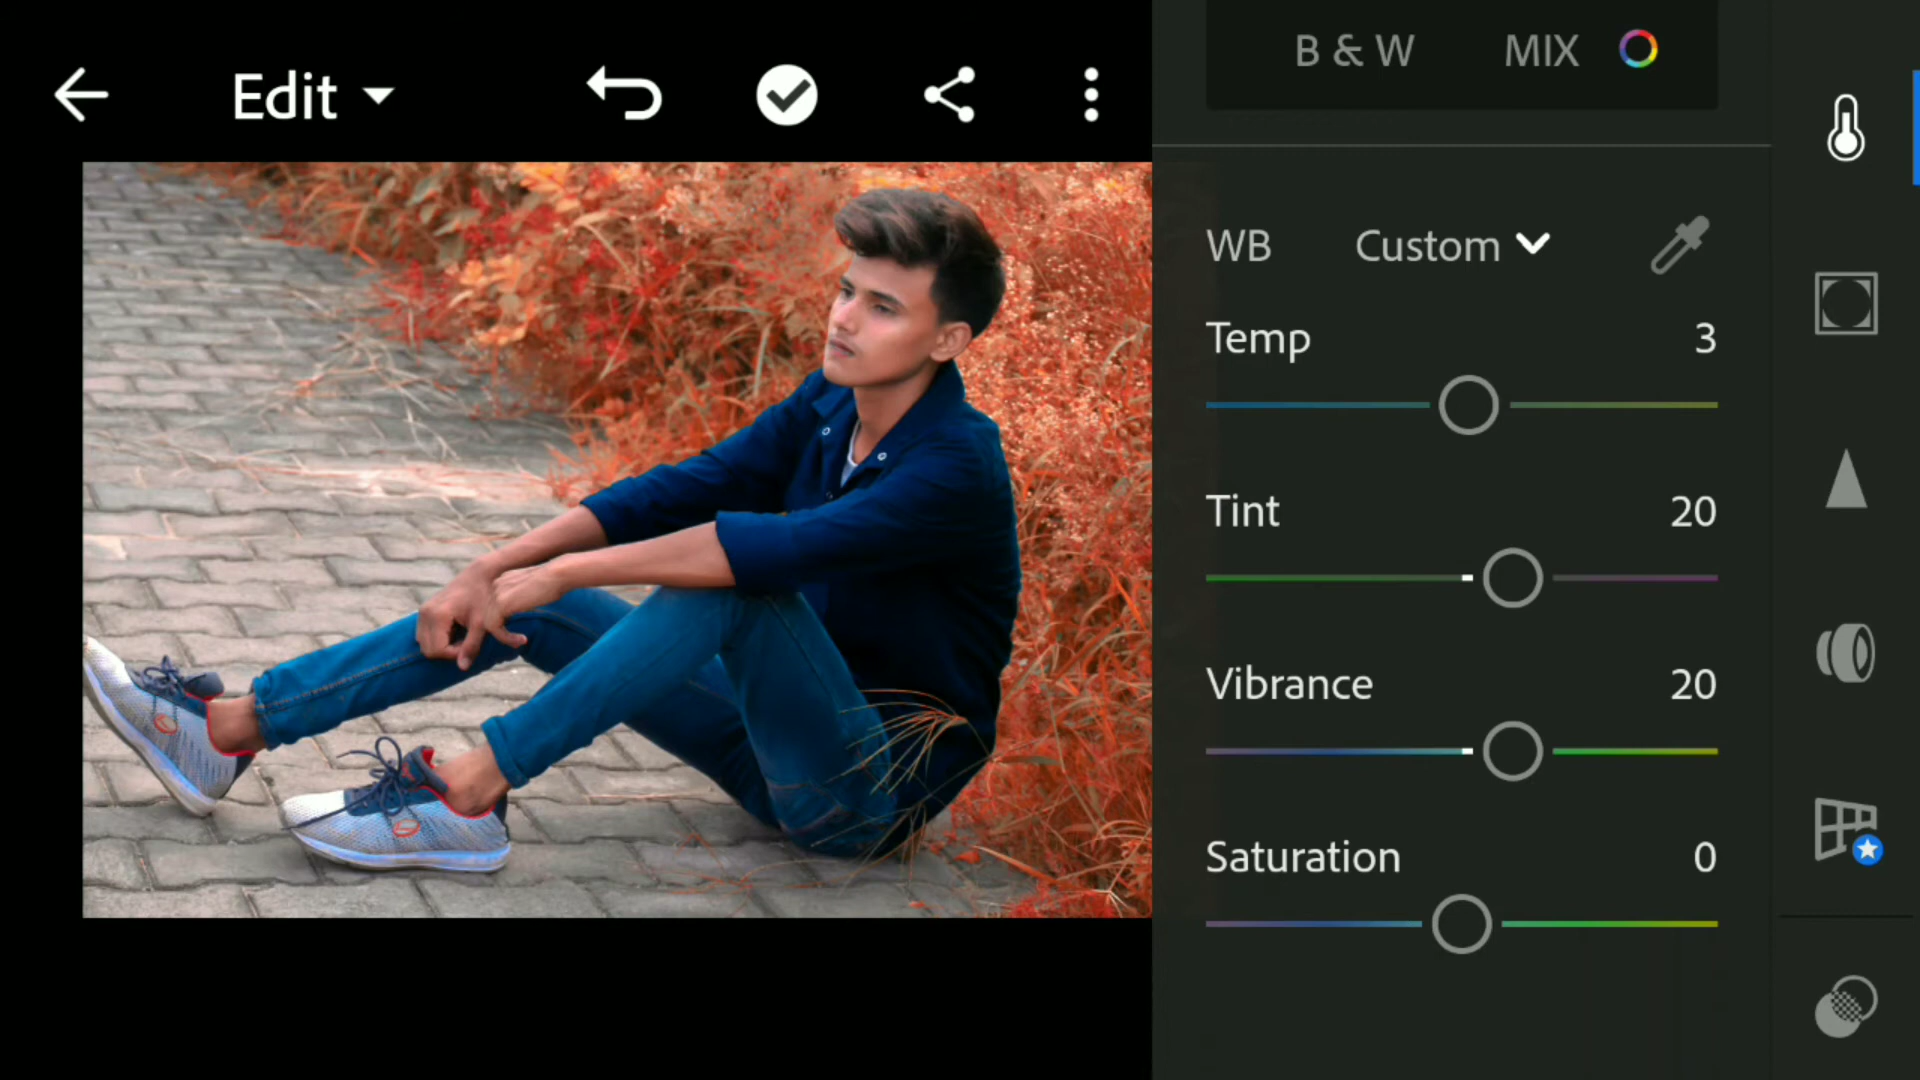 Edit
B & W MIX
WB Custom
Temp 3
Tint 20
Vibrance 20
Saturation 0